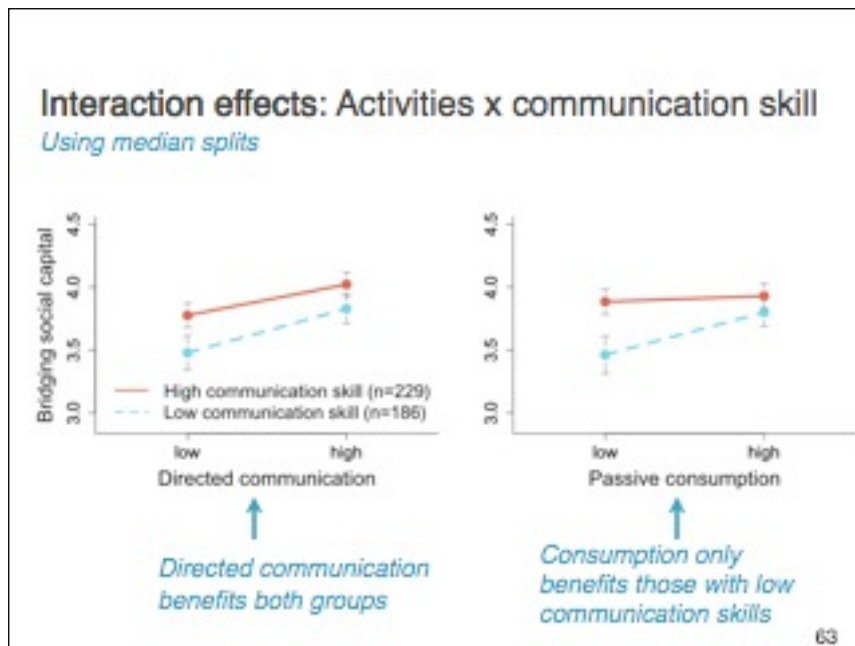 Interaction effects: Activities x communication skill
Using median splits
Bridging social capital
4.5
4.0
3.5
3.0
High communication skill (n=229)
Low communication skill (n=186)
low
high
Directed communication
4.5
4.0
3.5
3.0
low
high
Passive consumption
Directed communication
benefits both groups
Consumption only
benefits those with low
communication skills
63